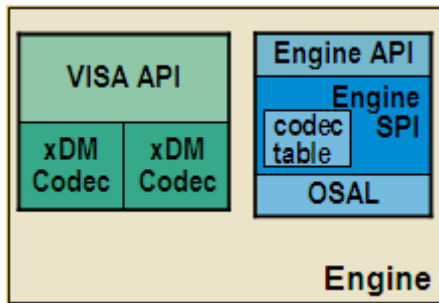 VISA API
xDM
Codec
xDM
Codec
Engine API
Engine
SPI
codec
table
OSAL
Engine